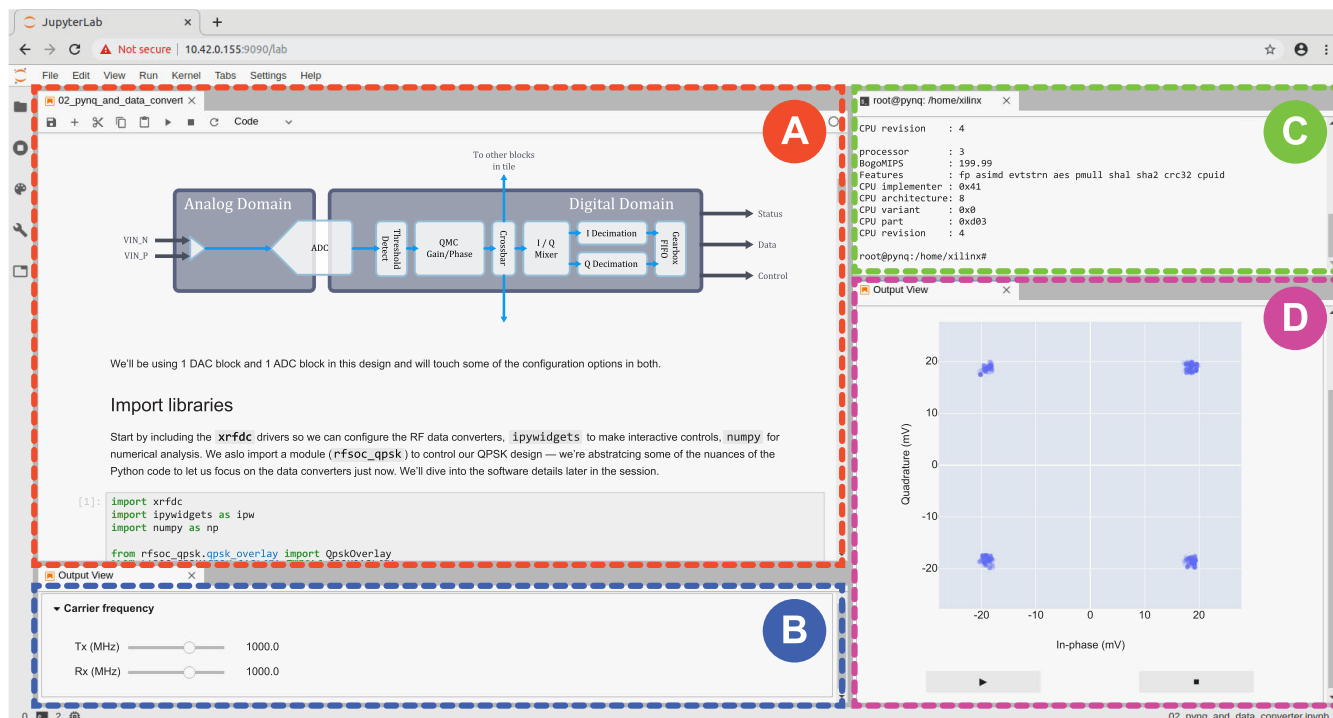 JupyterLab
Not secure | 10.42.0.155:9090/lab
File Edit View Run Kernel Tabs Settings Help
02_pynq_and_data_convert
Code
A
To other blocks
in tile
Analog Domain
Digital Domain
VIN_N
VIN_P
ADC
Threshold
Detect
QMC
Gain/Phase
Crossbar
I / Q
Mixer
I Decimation
Q Decimation
Gearbox
FIFO
Status
Data
Control
We'll be using 1 DAC block and 1 ADC block in this design and will touch some of the configuration options in both.
Import libraries
Start by including the xrfdc drivers so we can configure the RF data converters, ipywidgets to make interactive controls, numpy for
numerical analysis. We aslo import a module (rfsoc_qpsk) to control our QPSK design — we're abstratcing some of the nuances of the
Python code to let us focus on the data converters just now. We'll dive into the software details later in the session.
[1]:
import xrfdc
import ipywidgets as ipw
import numpy as np
from rfsoc_qpsk.qpsk_overlay import QpskOverlay
Output View
Carrier frequency
Tx (MHz) 1000.0
Rx (MHz) 1000.0
B
root@pynq: /home/xilinx
C
CPU revision : 4
processor : 3
BogoMIPS : 199.99
Features : fp asimd evtstrn aes pmull shal sha2 crc32 cpuid
CPU implementer : 0x41
CPU architecture: 8
CPU variant : 0x0
CPU part : 0xd03
CPU revision : 4
root@pynq:/home/xilinx#
Output View
D
Quadrature (mV)
20
10
0
-10
-20
-20 -10 0 10 20
In-phase (mV)
0 2
02_pynq_and_data_converter.ipynb